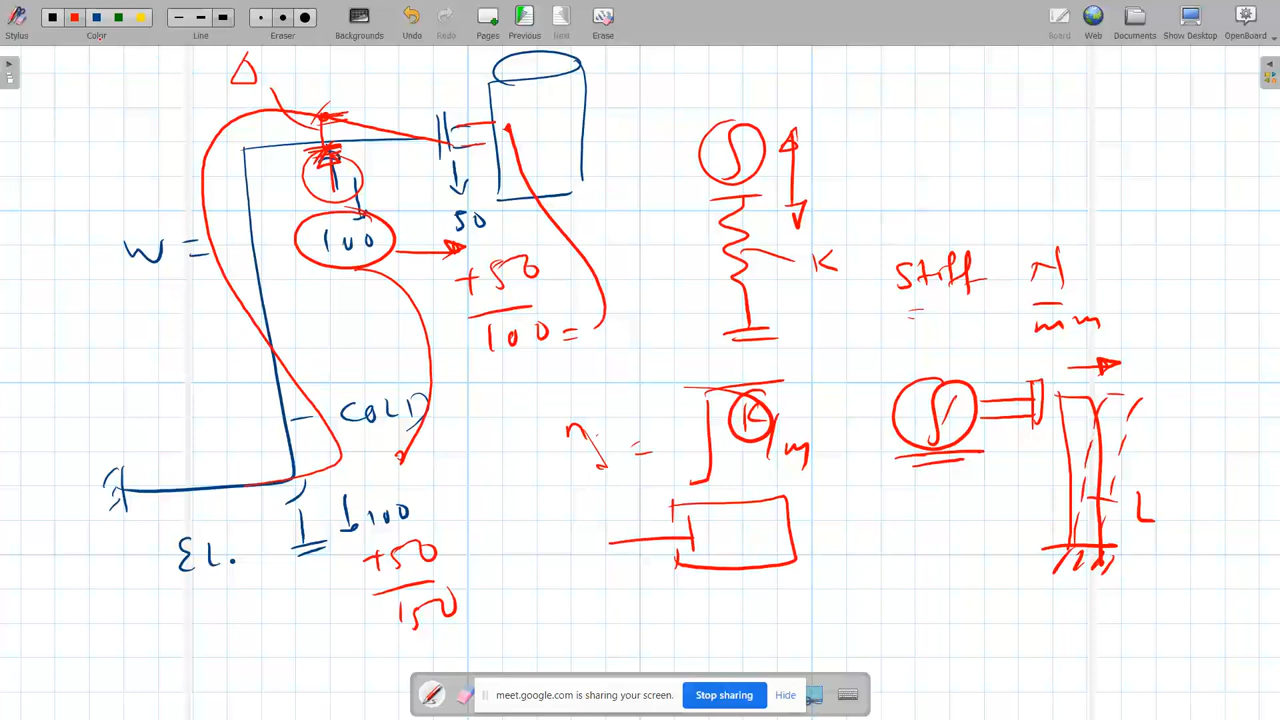 Stylus
Color
Line
Eraser
Backgrounds
Undo
Redo
Pages
Previous
Next
Erase
Board
Web
Documents
Show Desktop
OpenBoard
Δ
W =
100
50
+50
100 =
COLD
EL.
100
+50
150
K
Stiff N
mm
= √K/m
L
meet.google.com is sharing your screen.
Stop sharing
Hide